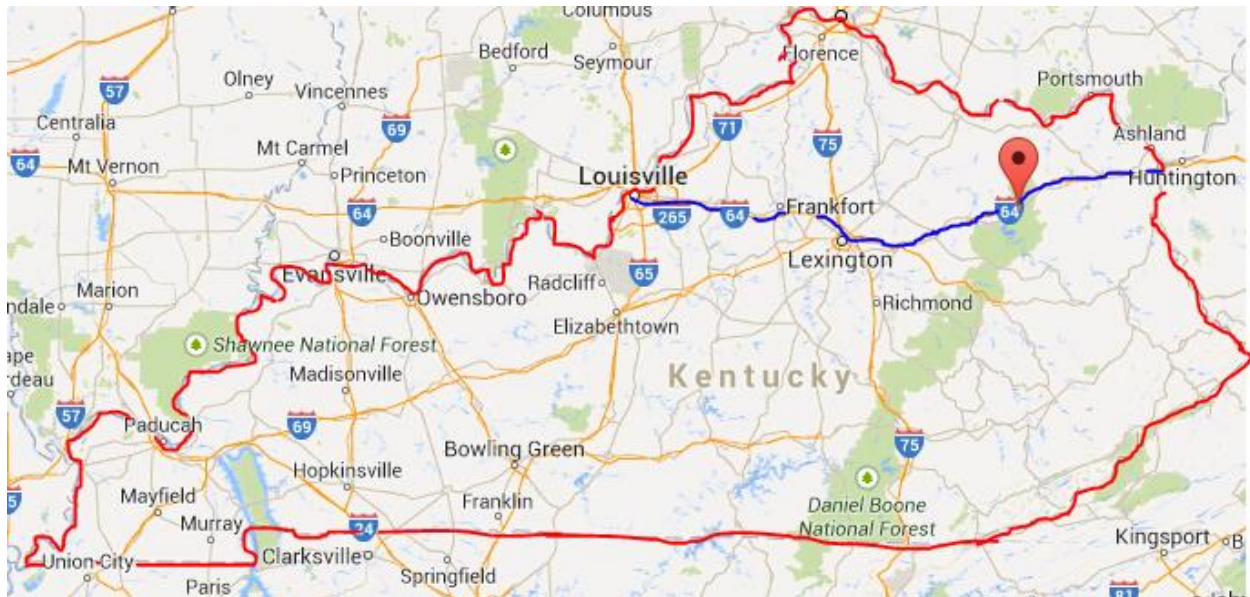 Columbus
Bedford
Seymour
Florence
Olney
57
Vincennes
Portsmouth
Centralia
69
71
75
Ashland
64
Mt Vernon
Mt Carmel
Princeton
Louisville
Huntington
64
265
64
Frankfort
64
Boonville
Lexington
Evansville
65
Radcliff
Marion
Owensboro
Richmond
Elizabethtown
Shawnee National Forest
Madisonville
Kentucky
57
Paducah
69
Bowling Green
75
Hopkinsville
Mayfield
Franklin
Daniel Boone
National Forest
Murray
24
Clarksville
Kingsport
B
Union City
Springfield
Paris
81